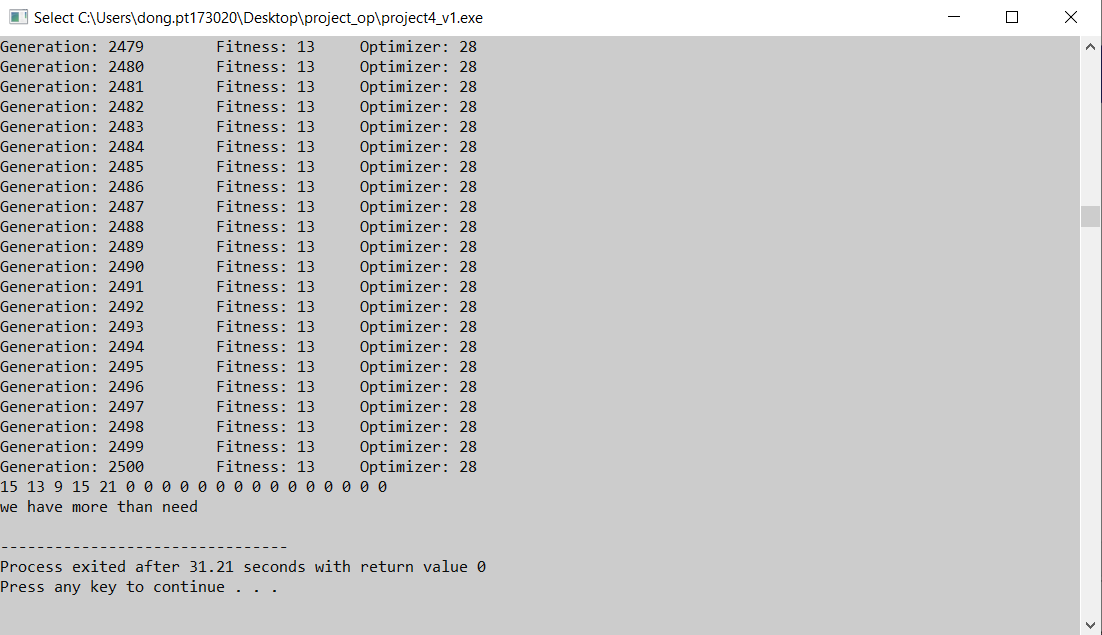 Select C:\Users\dong.pt173020\Desktop\project_op\project4_v1.exe
Generation: 2479 Fitness: 13 Optimizer: 28
Generation: 2480 Fitness: 13 Optimizer: 28
Generation: 2481 Fitness: 13 Optimizer: 28
Generation: 2482 Fitness: 13 Optimizer: 28
Generation: 2483 Fitness: 13 Optimizer: 28
Generation: 2484 Fitness: 13 Optimizer: 28
Generation: 2485 Fitness: 13 Optimizer: 28
Generation: 2486 Fitness: 13 Optimizer: 28
Generation: 2487 Fitness: 13 Optimizer: 28
Generation: 2488 Fitness: 13 Optimizer: 28
Generation: 2489 Fitness: 13 Optimizer: 28
Generation: 2490 Fitness: 13 Optimizer: 28
Generation: 2491 Fitness: 13 Optimizer: 28
Generation: 2492 Fitness: 13 Optimizer: 28
Generation: 2493 Fitness: 13 Optimizer: 28
Generation: 2494 Fitness: 13 Optimizer: 28
Generation: 2495 Fitness: 13 Optimizer: 28
Generation: 2496 Fitness: 13 Optimizer: 28
Generation: 2497 Fitness: 13 Optimizer: 28
Generation: 2498 Fitness: 13 Optimizer: 28
Generation: 2499 Fitness: 13 Optimizer: 28
Generation: 2500 Fitness: 13 Optimizer: 28
15 13 9 15 21 0 0 0 0 0 0 0 0 0 0 0 0 0 0 0
we have more than need
--------------------------------
Process exited after 31.21 seconds with return value 0
Press any key to continue . . .